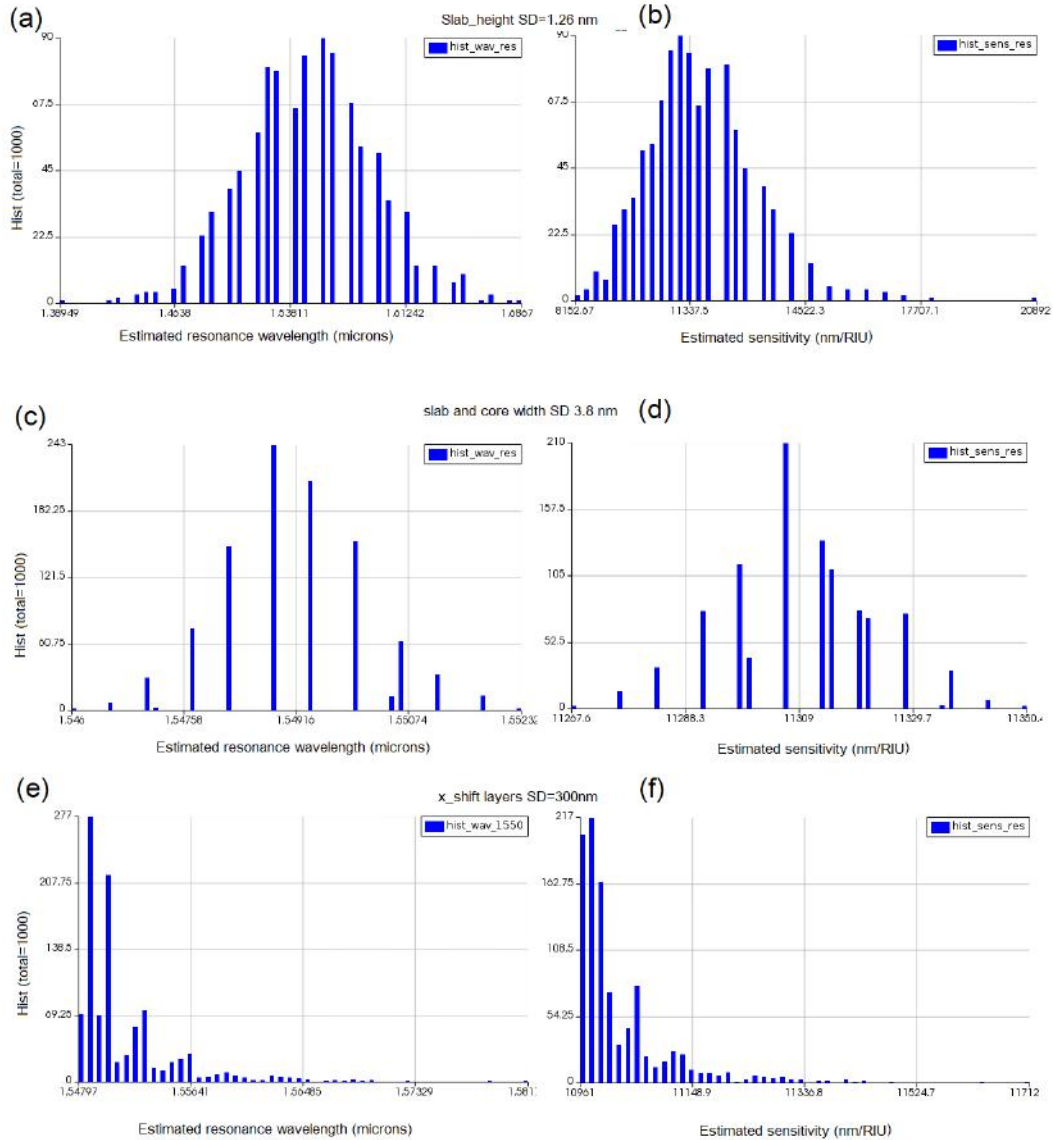 (a)
Slab_height SD=1.26 nm
(b)
90
hist_wav_res
67.5
45
22.5
0
Hist (total=1000)
1.38949
1.4638
1.53811
1.61242
1.6867
Estimated resonance wavelength (microns)
90
hist_sens_res
67.5
45
22.5
0
8152.67
11337.5
14522.3
17707.1
20892
Estimated sensitivity (nm/RIU)
(c)
slab and core width SD 3.8 nm
(d)
243
hist_wav_res
182.25
121.5
60.75
0
Hist (total=1000)
1.546
1.54758
1.54916
1.55074
1.55232
Estimated resonance wavelength (microns)
210
hist_sens_res
157.5
105
52.5
0
11267.6
11288.3
11309
11329.7
11350.4
Estimated sensitivity (nm/RIU)
(e)
x_shift layers SD=300nm
(f)
277
hist_wav_1550
207.75
138.5
69.25
0
Hist (total=1000)
1.54797
1.55641
1.56485
1.57329
Estimated resonance wavelength (microns)
217
hist_sens_res
162.75
108.5
54.25
0
10961
11148.9
11336.8
11524.7
11712
Estimated sensitivity (nm/RIU)